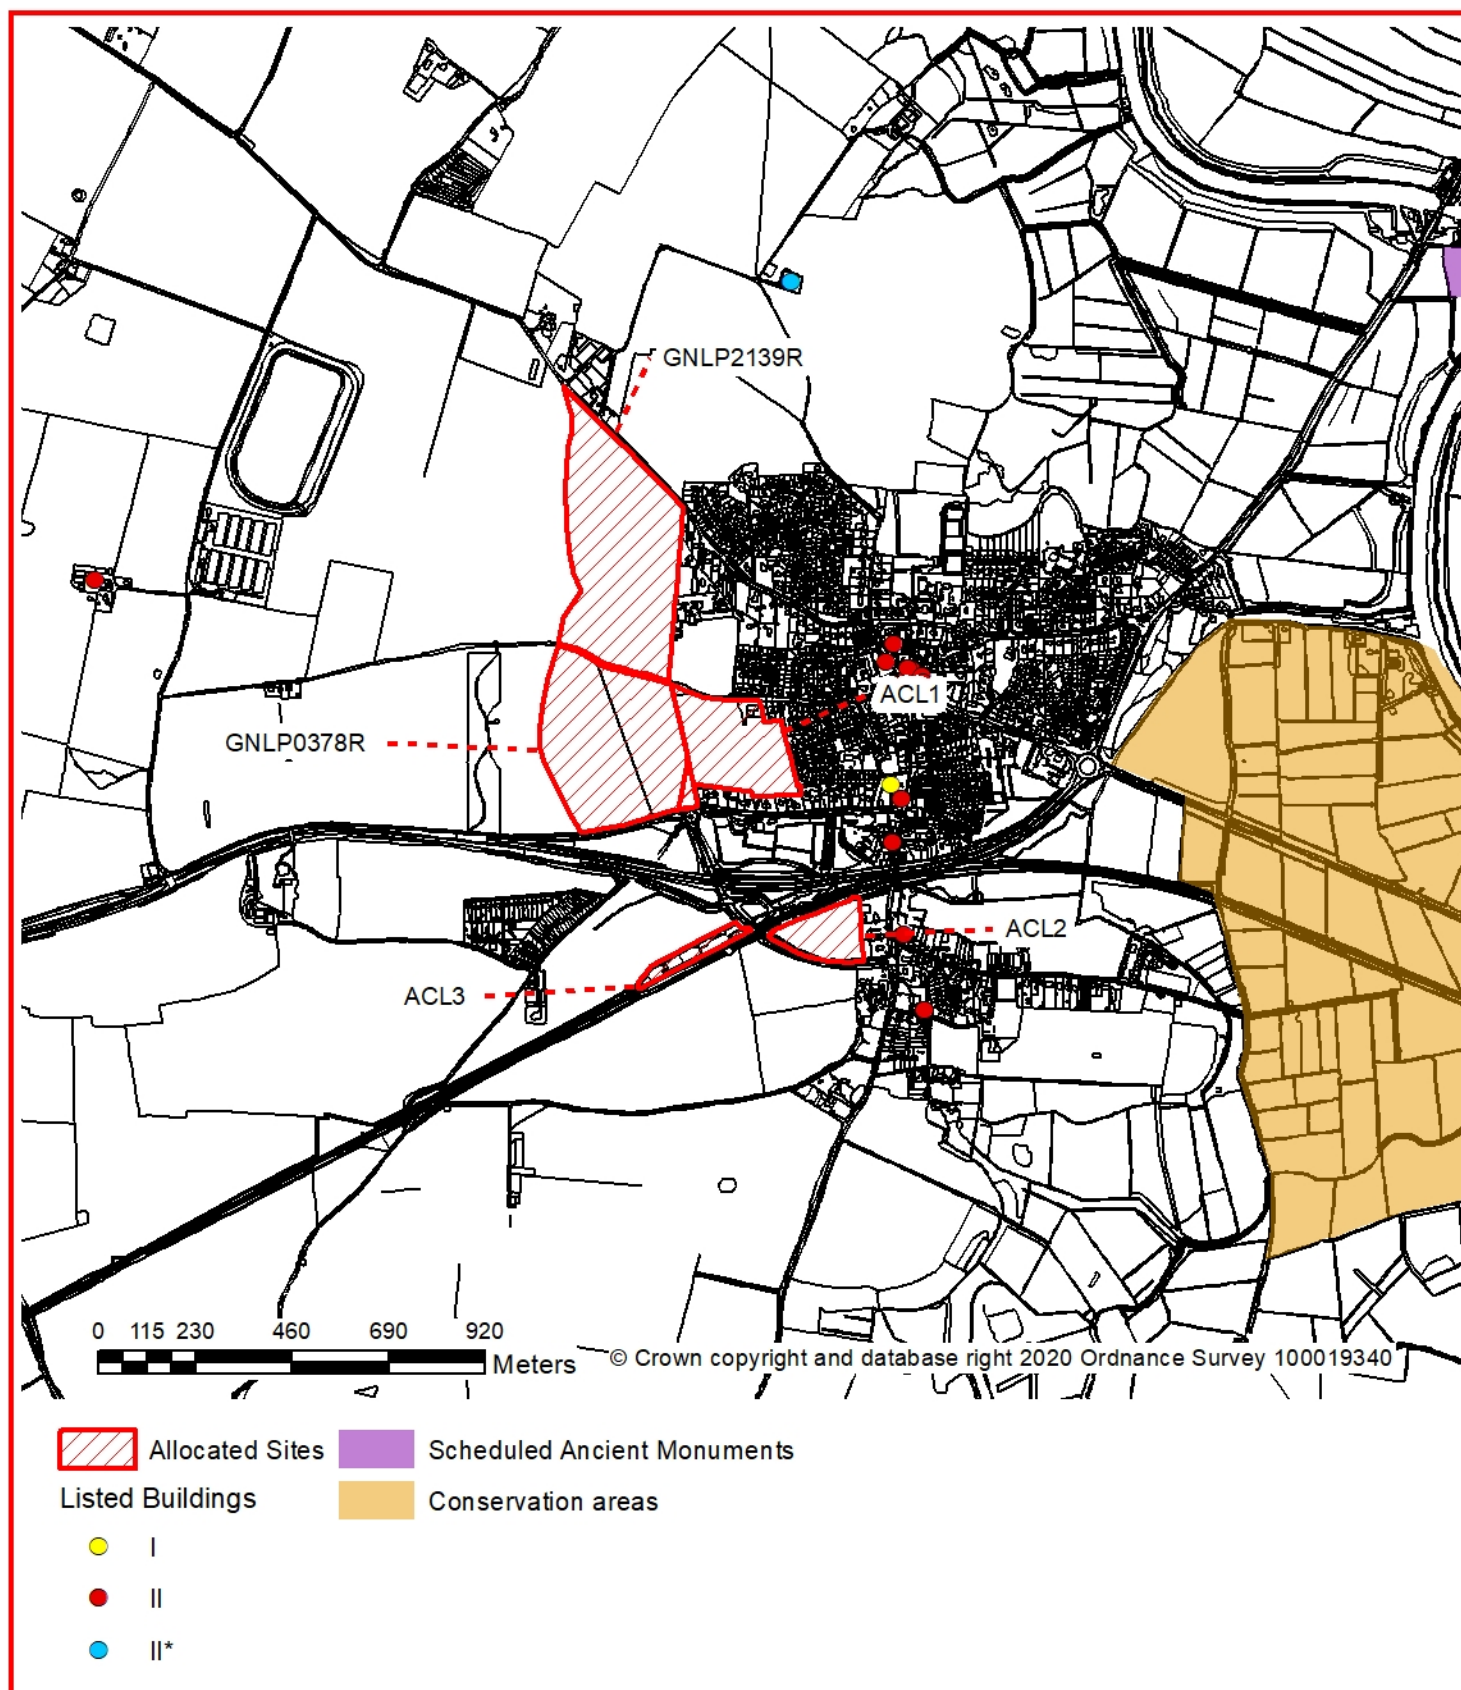 GNLP2139R
ACL1
GNLP0378R
ACL2
ACL3
0 115 230 460 690 920
Meters
© Crown copyright and database right 2020 Ordnance Survey 100019340
Allocated Sites
Scheduled Ancient Monuments
Listed Buildings
Conservation areas
I
II
II*